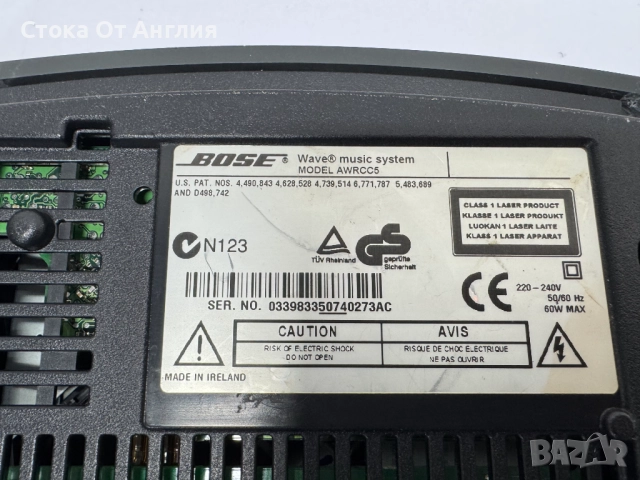 Стока От Англия
BOSE ® Wave® music system
MODEL AWRCC5
U.S. PAT. NOS. 4,490,843 4,628,528 4,739,514 6,771,787 5,483,689
AND D498,742
CLASS 1 LASER PRODUCT
KLASSE 1 LASER PRODUKT
LUOKAN 1 LASER LAITE
KLASS 1 LASER APPARAT
N123
TÜV Rheinland
GS geprüfte Sicherheit
CE
220-240V
50/60 Hz
60W MAX
SER. NO. 033983350740273AC
CAUTION
RISK OF ELECTRIC SHOCK
DO NOT OPEN
AVIS
RISQUE DE CHOC ÉLECTRIQUE
NE PAS OUVRIR
MADE IN IRELAND
BAZAR